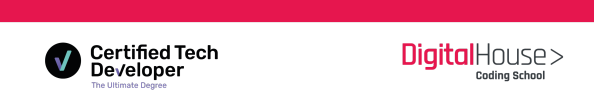 Certified Tech
Developer
The Ultimate Degree
DigitalHouse>
Coding School